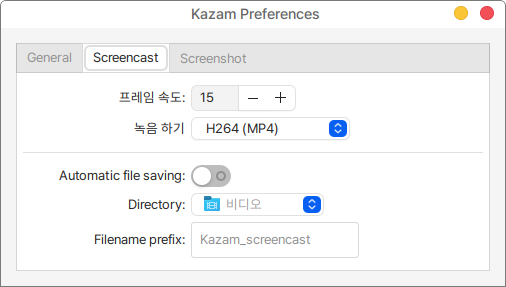 Kazam Preferences
General Screencast Screenshot
프레임 속도: 15 − +
녹음 하기 H264 (MP4)
Automatic file saving:
Directory: 비디오
Filename prefix: Kazam_screencast